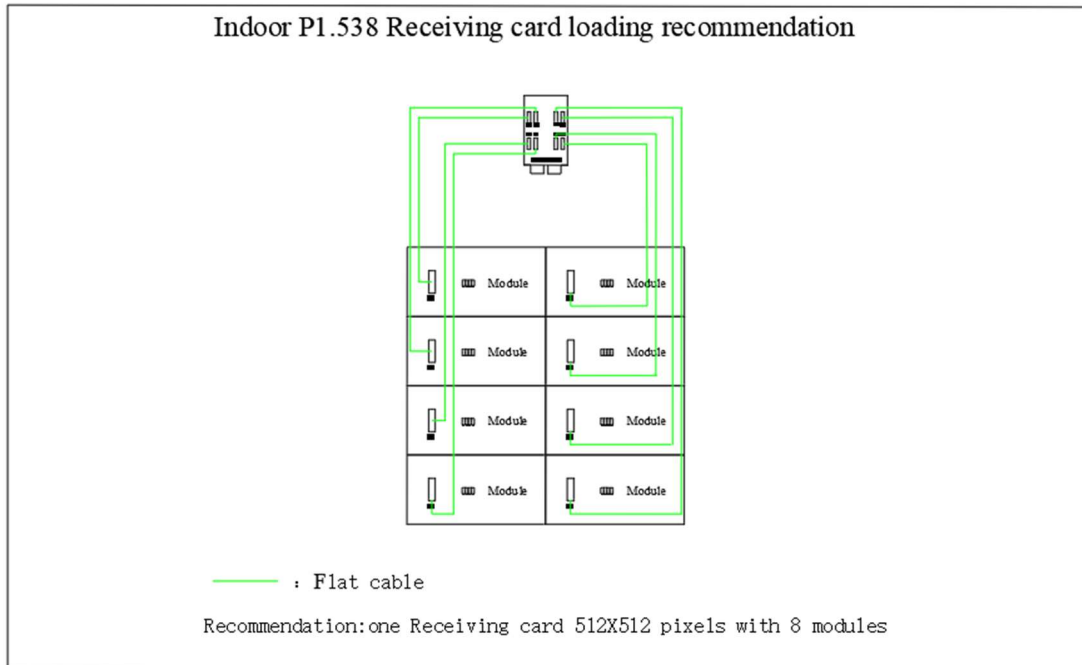 Indoor P1.538 Receiving card loading recommendation
Module Module
Module Module
Module Module
Module Module
: Flat cable
Recommendation:one Receiving card 512X512 pixels with 8 modules